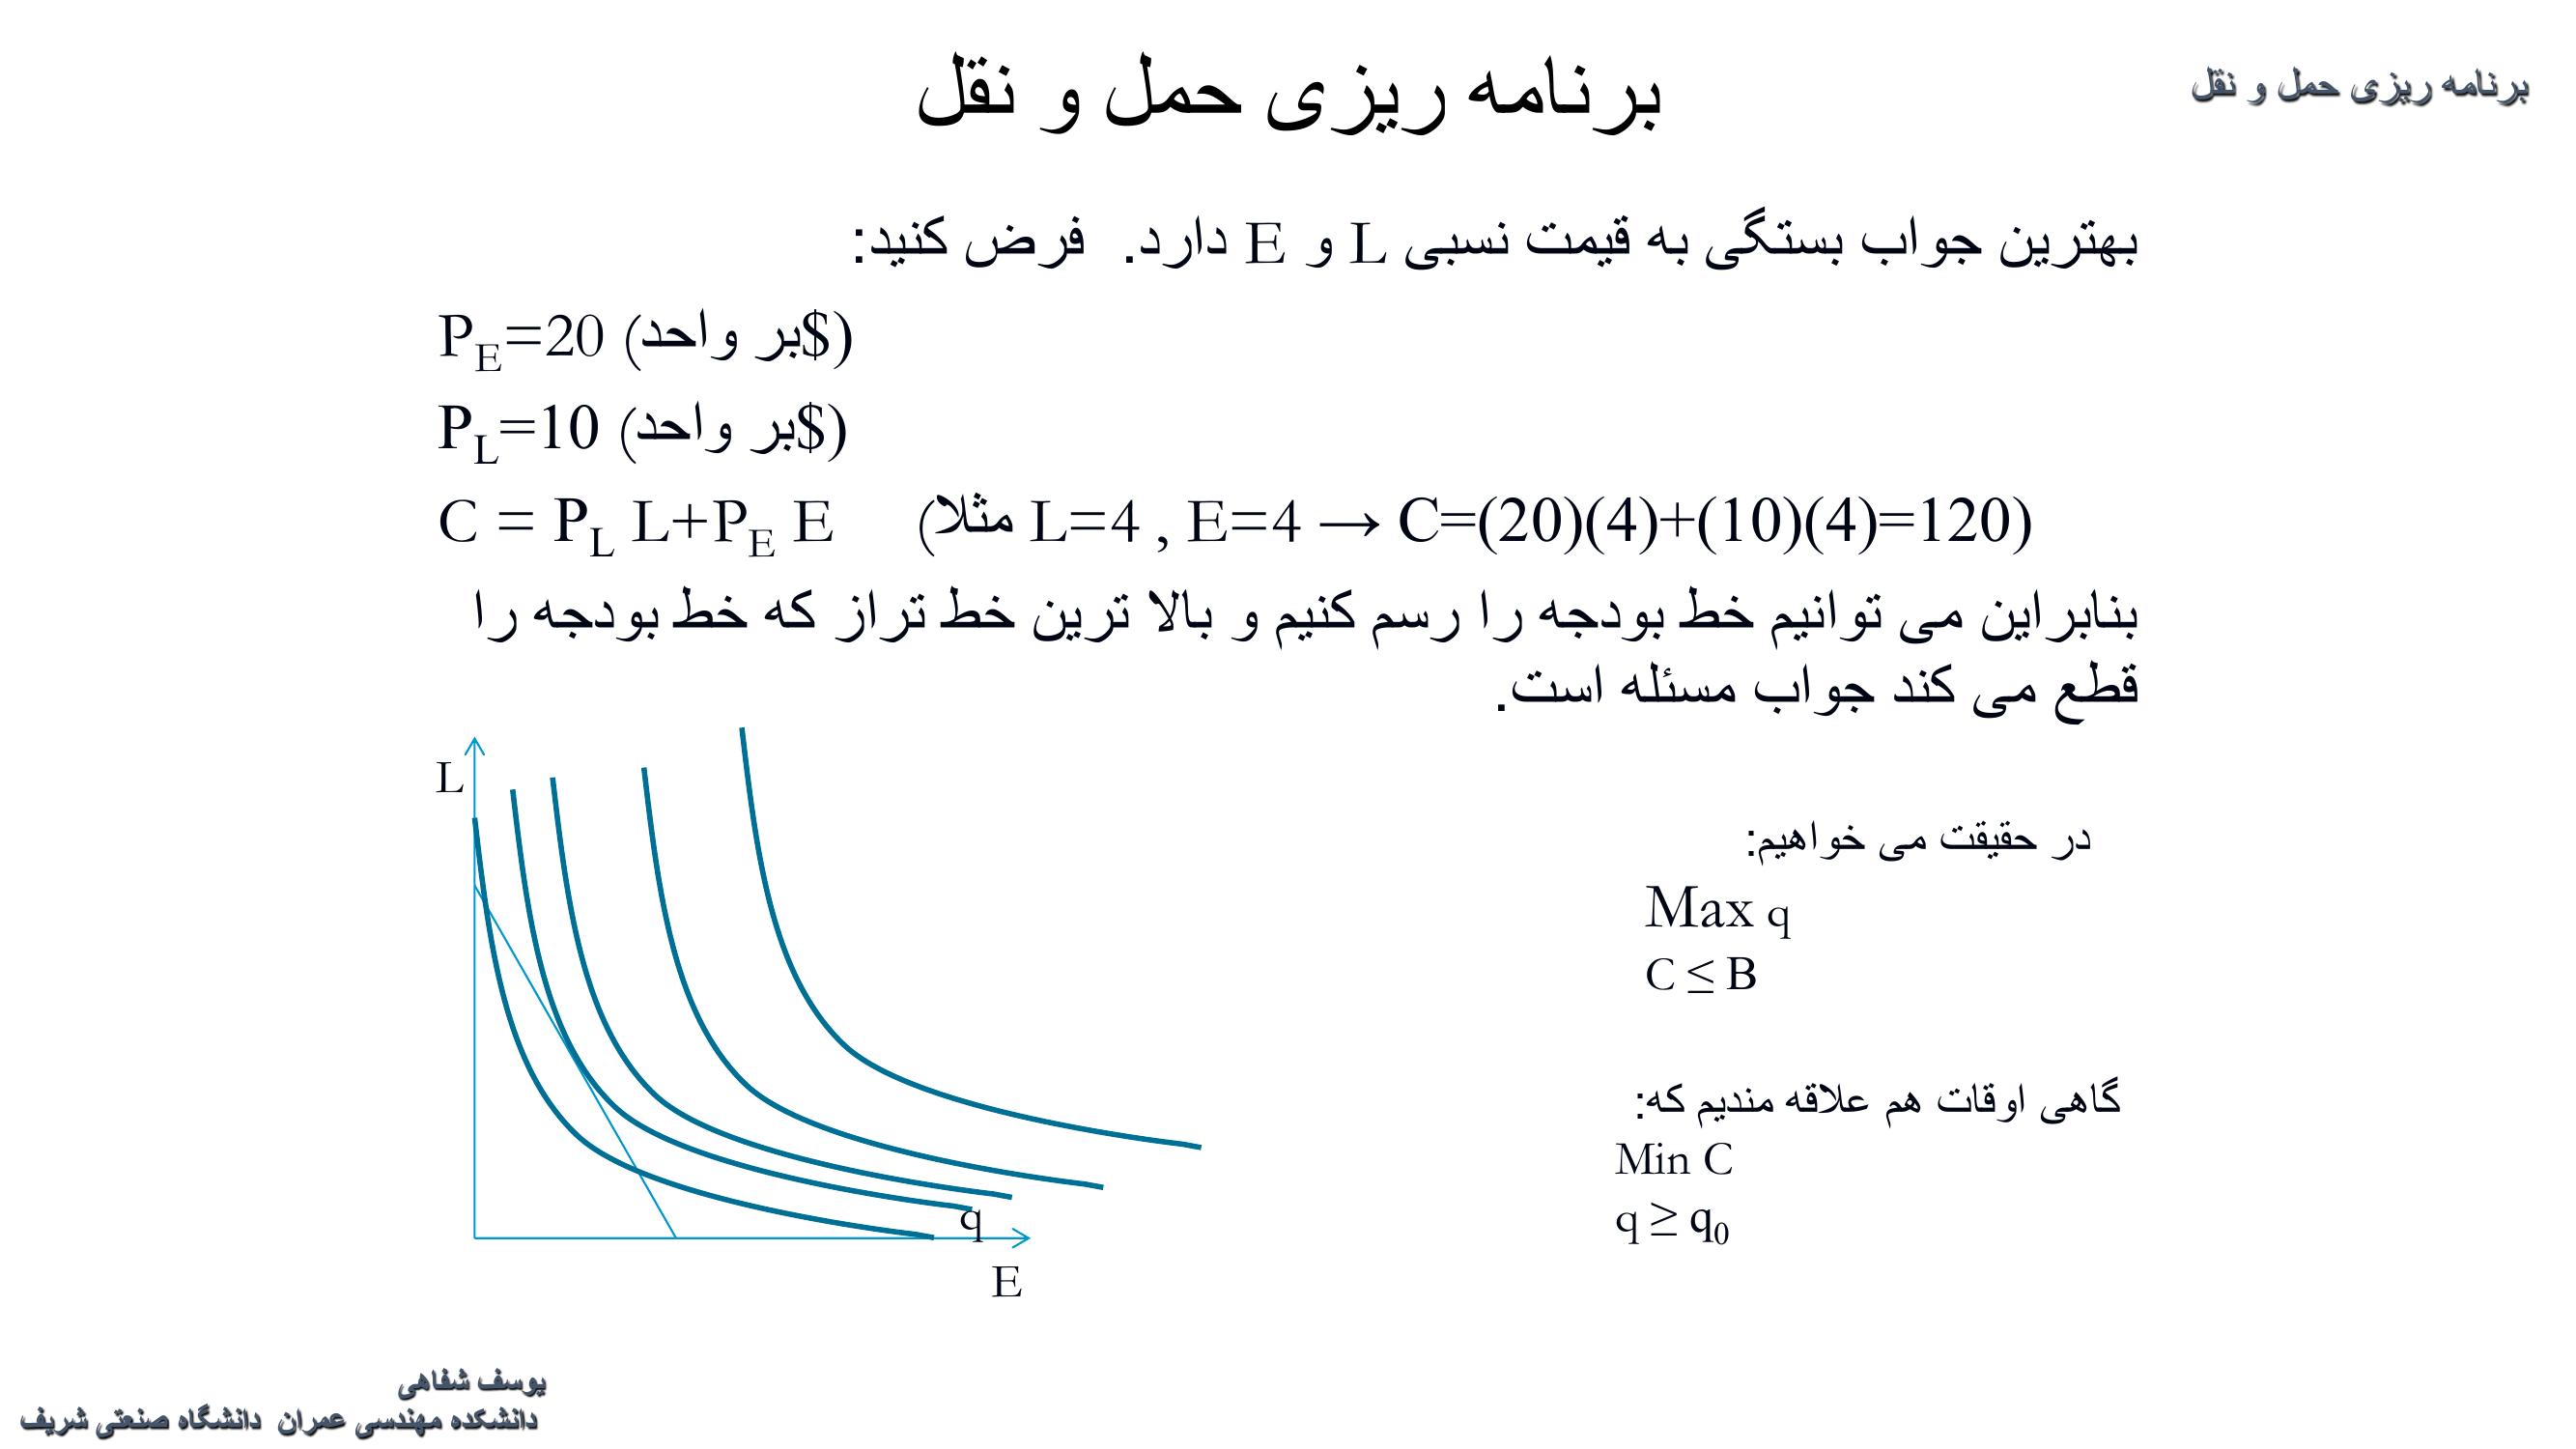 برنامه ریزی حمل و نقل
برنامه ریزی حمل و نقل
بهترین جواب بستگی به قیمت نسبی L و E دارد. فرض کنید:
P_E=20 ($بر واحد)
P_L=10 ($بر واحد)
C = P_L L+P_E E (مثلا L=4 , E=4 → C=(20)(4)+(10)(4)=120)
بنابراین می توانیم خط بودجه را رسم کنیم و بالا ترین خط تراز که خط بودجه را
قطع می کند جواب مسئله است.
L
q
E
در حقیقت می خواهیم:
Max q
C ≤ B
گاهی اوقات هم علاقه مندیم که:
Min C
q ≥ q₀
یوسف شفاهی
دانشکده مهندسی عمران دانشگاه صنعتی شریف